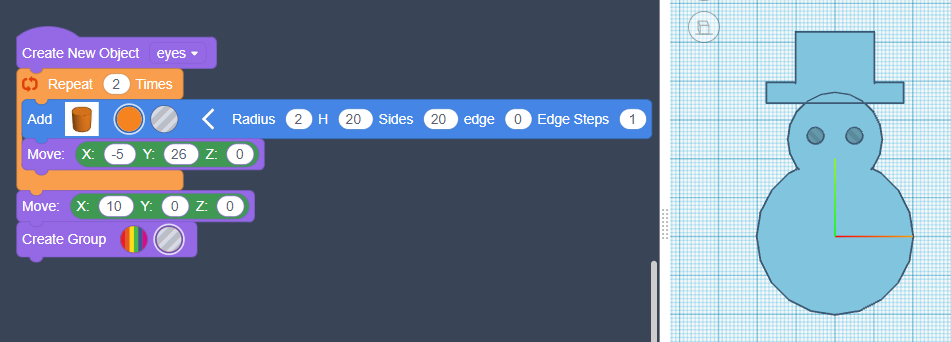 Create New Object eyes
Repeat 2 Times
Add Radius 2 H 20 Sides 20 edge 0 Edge Steps 1
Move: X: -5 Y: 26 Z: 0
Move: X: 10 Y: 0 Z: 0
Create Group